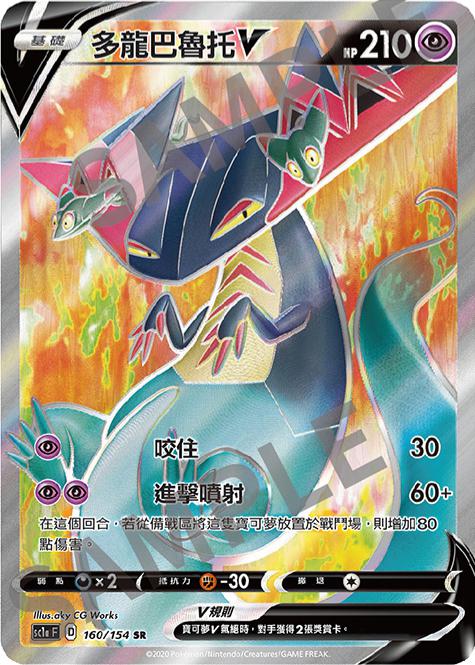 基礎 多龍巴魯托V HP 210
SAMPLE
咬住 30
進擊噴射 60+
在這個回合，若從備戰區將這隻寶可夢放置於戰鬥場，則增加80
點傷害。
SAMPLE
弱點 ×2 抵抗力 -30 撤退
Illus.aky CG Works
V規則
sc1a F D 160/154 SR
寶可夢V氣絕時，對手獲得2張獎賞卡。
©2020 Pokémon/Nintendo/Creatures/GAME FREAK.